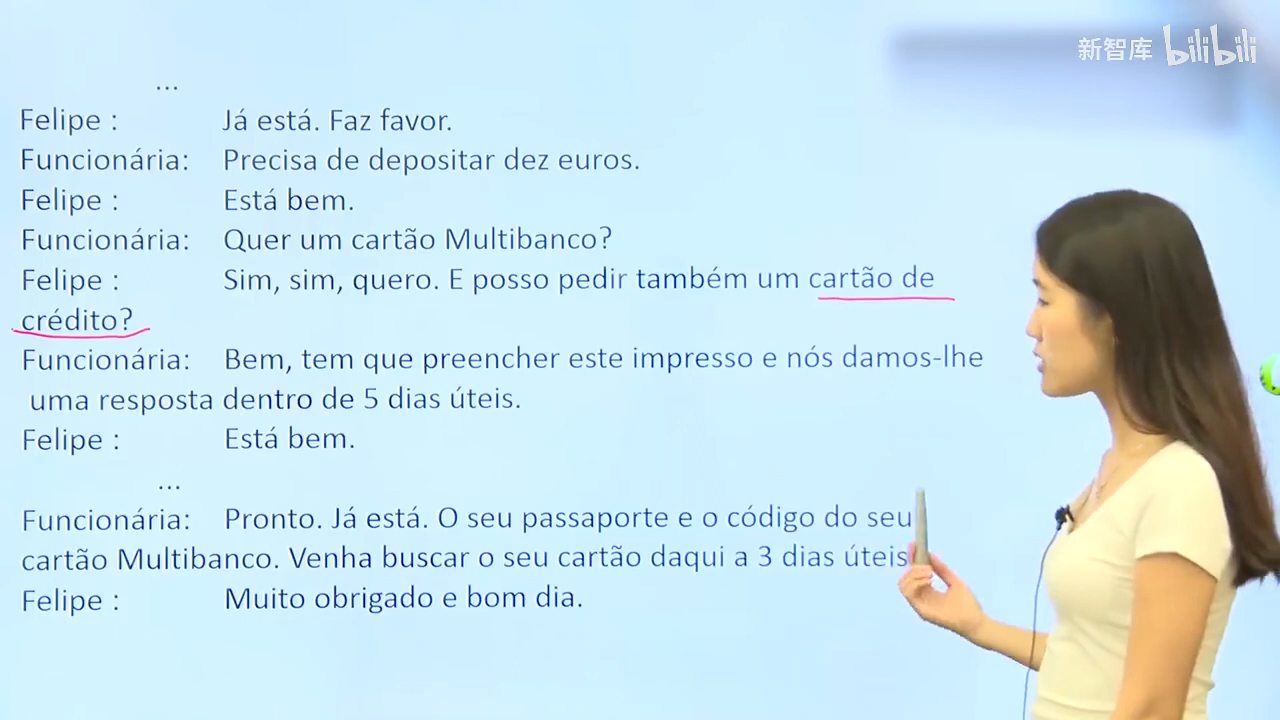 新智库 bilibili
...
Felipe : Já está. Faz favor.
Funcionária: Precisa de depositar dez euros.
Felipe : Está bem.
Funcionária: Quer um cartão Multibanco?
Felipe : Sim, sim, quero. E posso pedir também um cartão de
crédito?
Funcionária: Bem, tem que preencher este impresso e nós damos-lhe
uma resposta dentro de 5 dias úteis.
Felipe : Está bem.
...
Funcionária: Pronto. Já está. O seu passaporte e o código do seu
cartão Multibanco. Venha buscar o seu cartão daqui a 3 dias úteis
Felipe : Muito obrigado e bom dia.